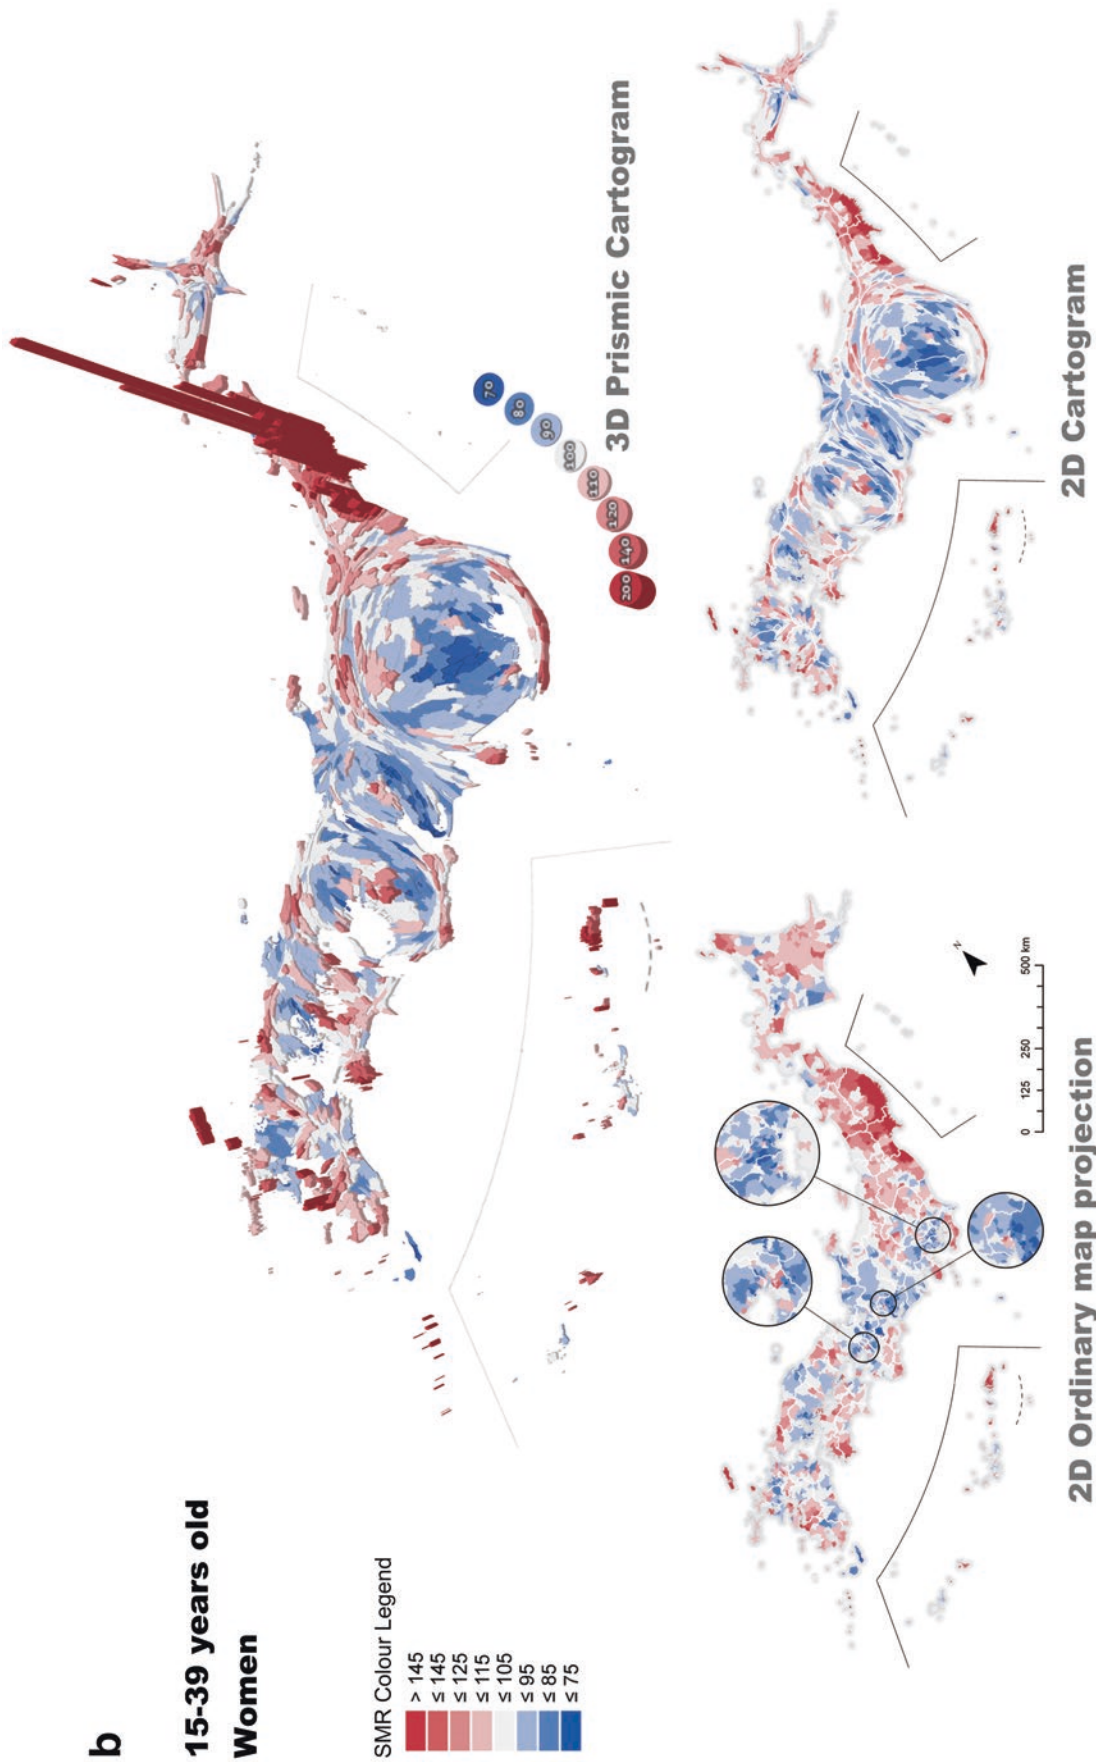 b
15-39 years old
Women
SMR Colour Legend
> 145
≤ 145
≤ 125
≤ 115
≤ 105
≤ 95
≤ 85
≤ 75
200
140
120
110
100
90
80
70
3D Prismic Cartogram
N
0 125 250 500 km
2D Ordinary map projection
2D Cartogram